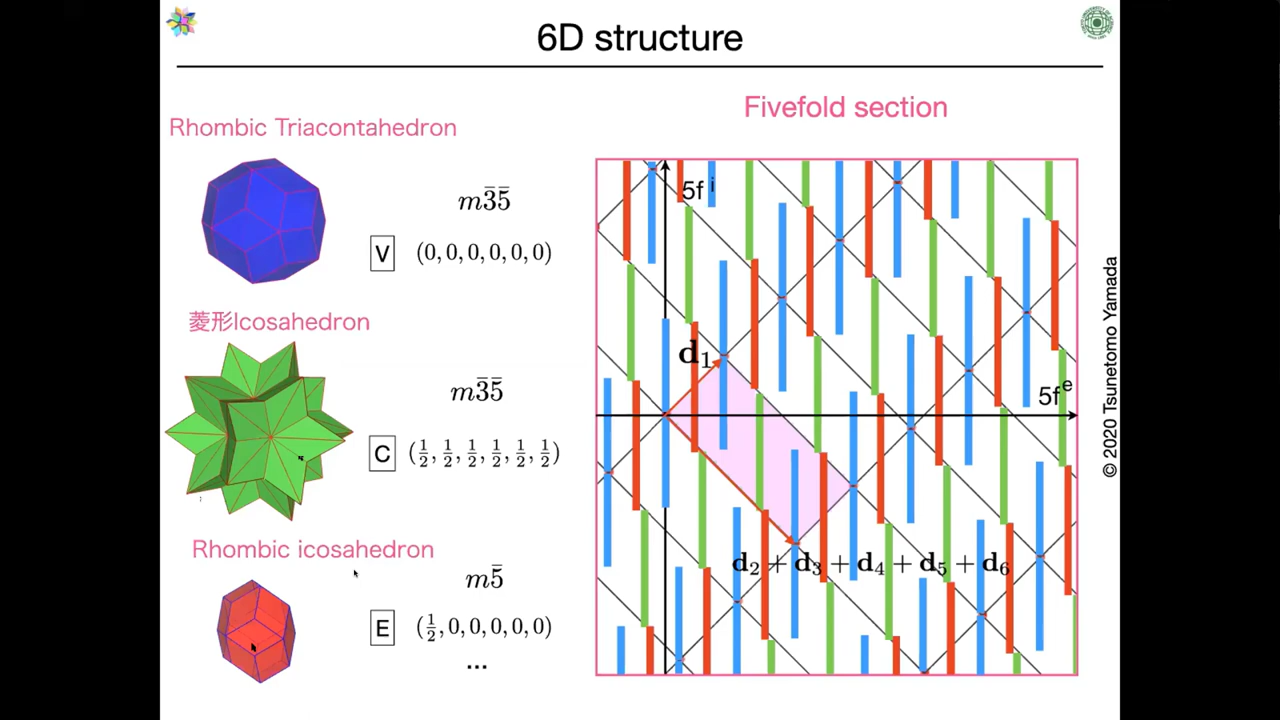 6D structure
Rhombic Triacontahedron
m3̄5̄
V (0, 0, 0, 0, 0, 0)
菱形Icosahedron
m3̄5̄
C (1/2, 1/2, 1/2, 1/2, 1/2, 1/2)
Rhombic icosahedron
m5̄
E (1/2, 0, 0, 0, 0, 0)
...
Fivefold section
5f^i
d₁
5f^e
d₂ + d₃ + d₄ + d₅ + d₆
© 2020 Tsunetomo Yamada